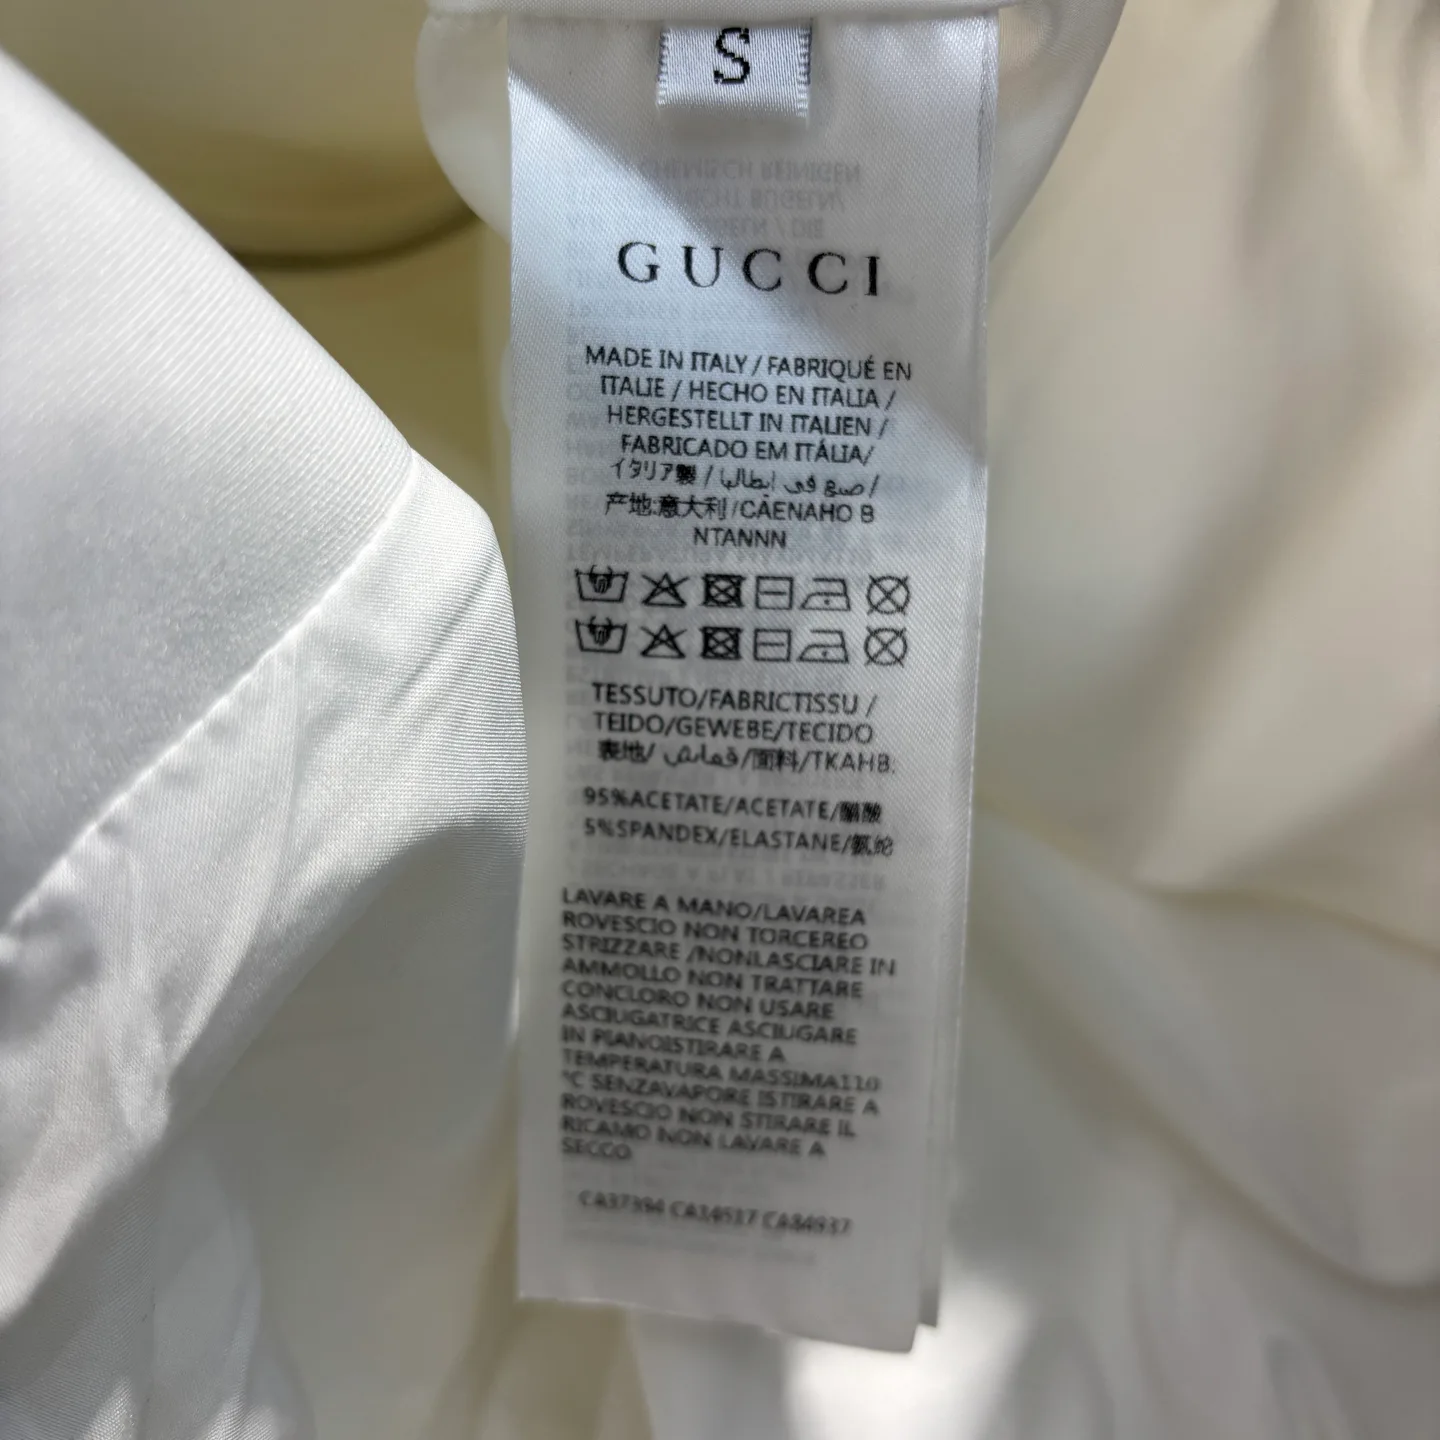 S
GUCCI
MADE IN ITALY / FABRIQUÉ EN
ITALIE / HECHO EN ITALIA /
HERGESTELLT IN ITALIEN /
FABRICADO EM ITÁLIA/
イタリア製 / صبع في إيطاليا /
产地:意大利/CAENAHO B
NTANNN
TESSUTO/FABRICTISSU /
TEIDO/GEWEBE/TECIDO
表地/ قماش/面料/TKAHB.
95%ACETATE/ACETATE/醋酸
5%SPANDEX/ELASTANE/氨纶
LAVARE A MANO/LAVAREA
ROVESCIO NON TORCEREO
STRIZZARE /NONLASCIARE IN
AMMOLLO NON TRATTARE
CONCLORO NON USARE
ASCIUGATRICE ASCIUGARE
IN PIANOISTIRARE A
TEMPERATURA MASSIMA110
°C SENZAVAPORE ISTIRARE A
ROVESCIO NON STIRARE IL
RICAMO NON LAVARE A
SECCO
CA37394 CA14517 CA84937